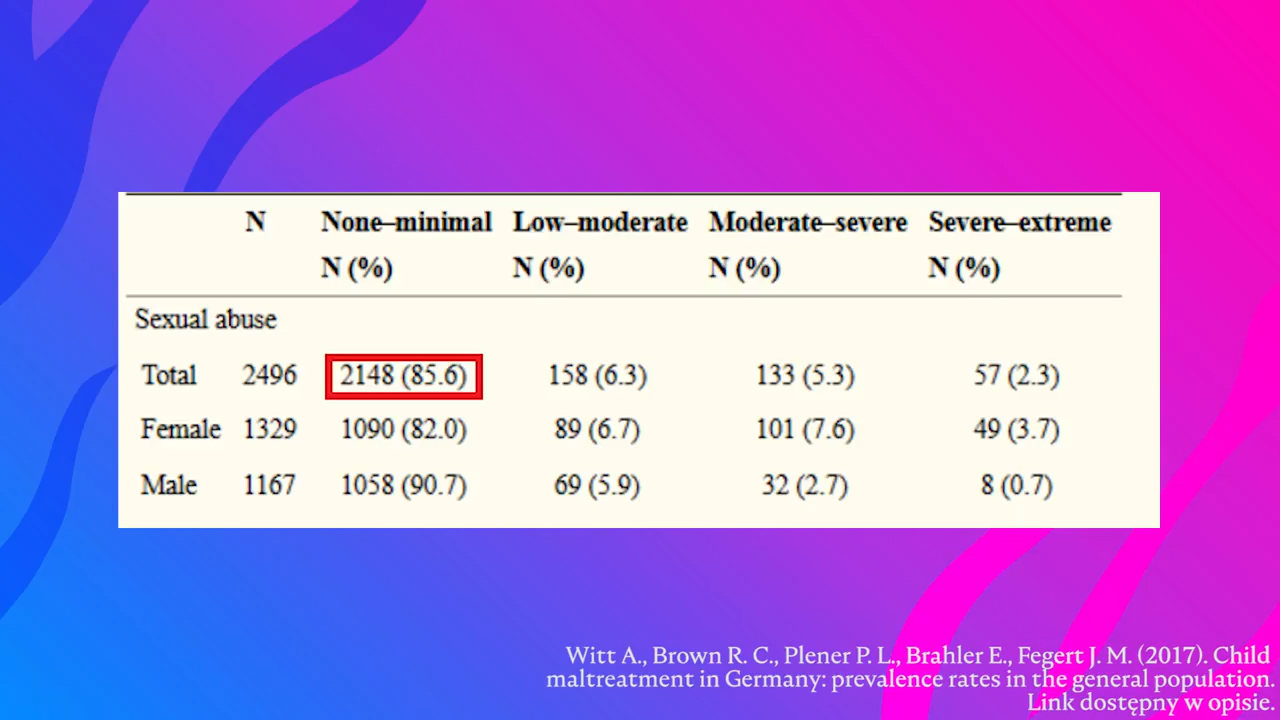 N None–minimal Low–moderate Moderate–severe Severe–extreme
N (%) N (%) N (%) N (%)
Sexual abuse
Total 2496 2148 (85.6) 158 (6.3) 133 (5.3) 57 (2.3)
Female 1329 1090 (82.0) 89 (6.7) 101 (7.6) 49 (3.7)
Male 1167 1058 (90.7) 69 (5.9) 32 (2.7) 8 (0.7)
Witt A., Brown R. C., Plener P. L., Brahler E., Fegert J. M. (2017). Child
maltreatment in Germany: prevalence rates in the general population.
Link dostępny w opisie.